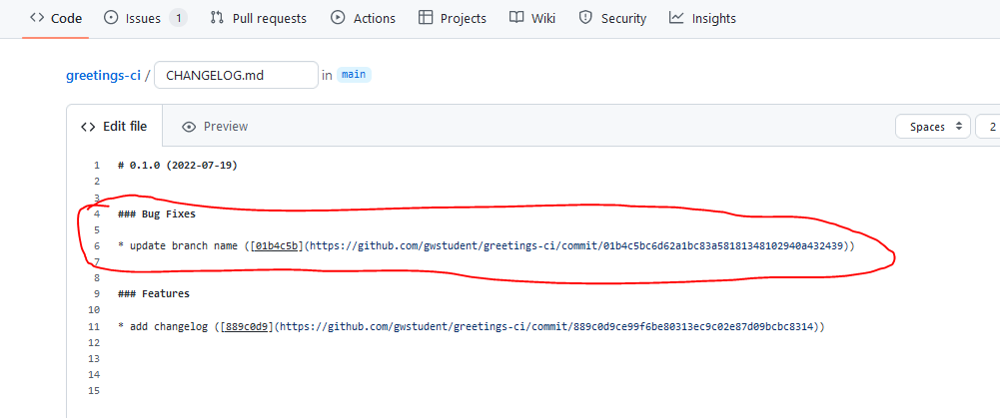 Code Issues 1 Pull requests Actions Projects Wiki Security Insights
greetings-ci / CHANGELOG.md in main
Edit file Preview Spaces 2
1 # 0.1.0 (2022-07-19)
2
3
4 ### Bug Fixes
5
6 * update branch name ([01b4c5b](https://github.com/gwstudent/greetings-ci/commit/01b4c5bc6d62a1bc83a58181348102940a432439))
7
8
9 ### Features
10
11 * add changelog ([889c0d9](https://github.com/gwstudent/greetings-ci/commit/889c0d9ce99f6be80313ec9c02e87d09bcbc8314))
12
13
14
15